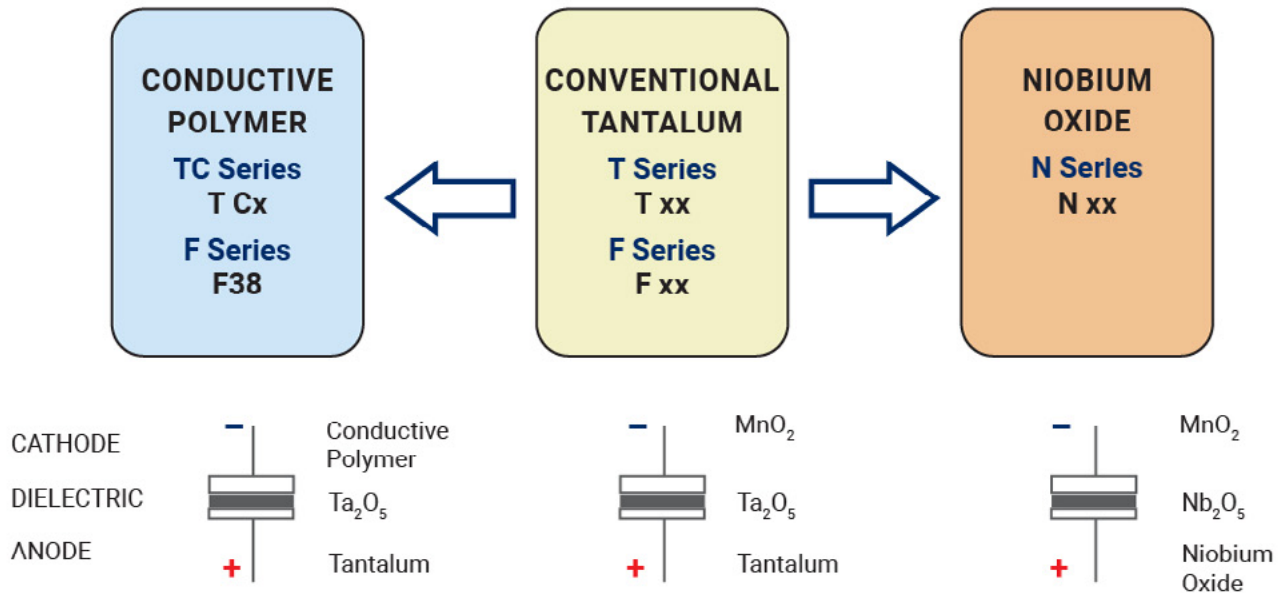 CONDUCTIVE
POLYMER
TC Series
T Cx
F Series
F38
CONVENTIONAL
TANTALUM
T Series
T xx
F Series
F xx
NIOBIUM
OXIDE
N Series
N xx
CATHODE
DIELECTRIC
ANODE
−
Conductive
Polymer
Ta₂O₅
+
Tantalum
−
MnO₂
Ta₂O₅
+
Tantalum
−
MnO₂
Nb₂O₅
+
Niobium
Oxide